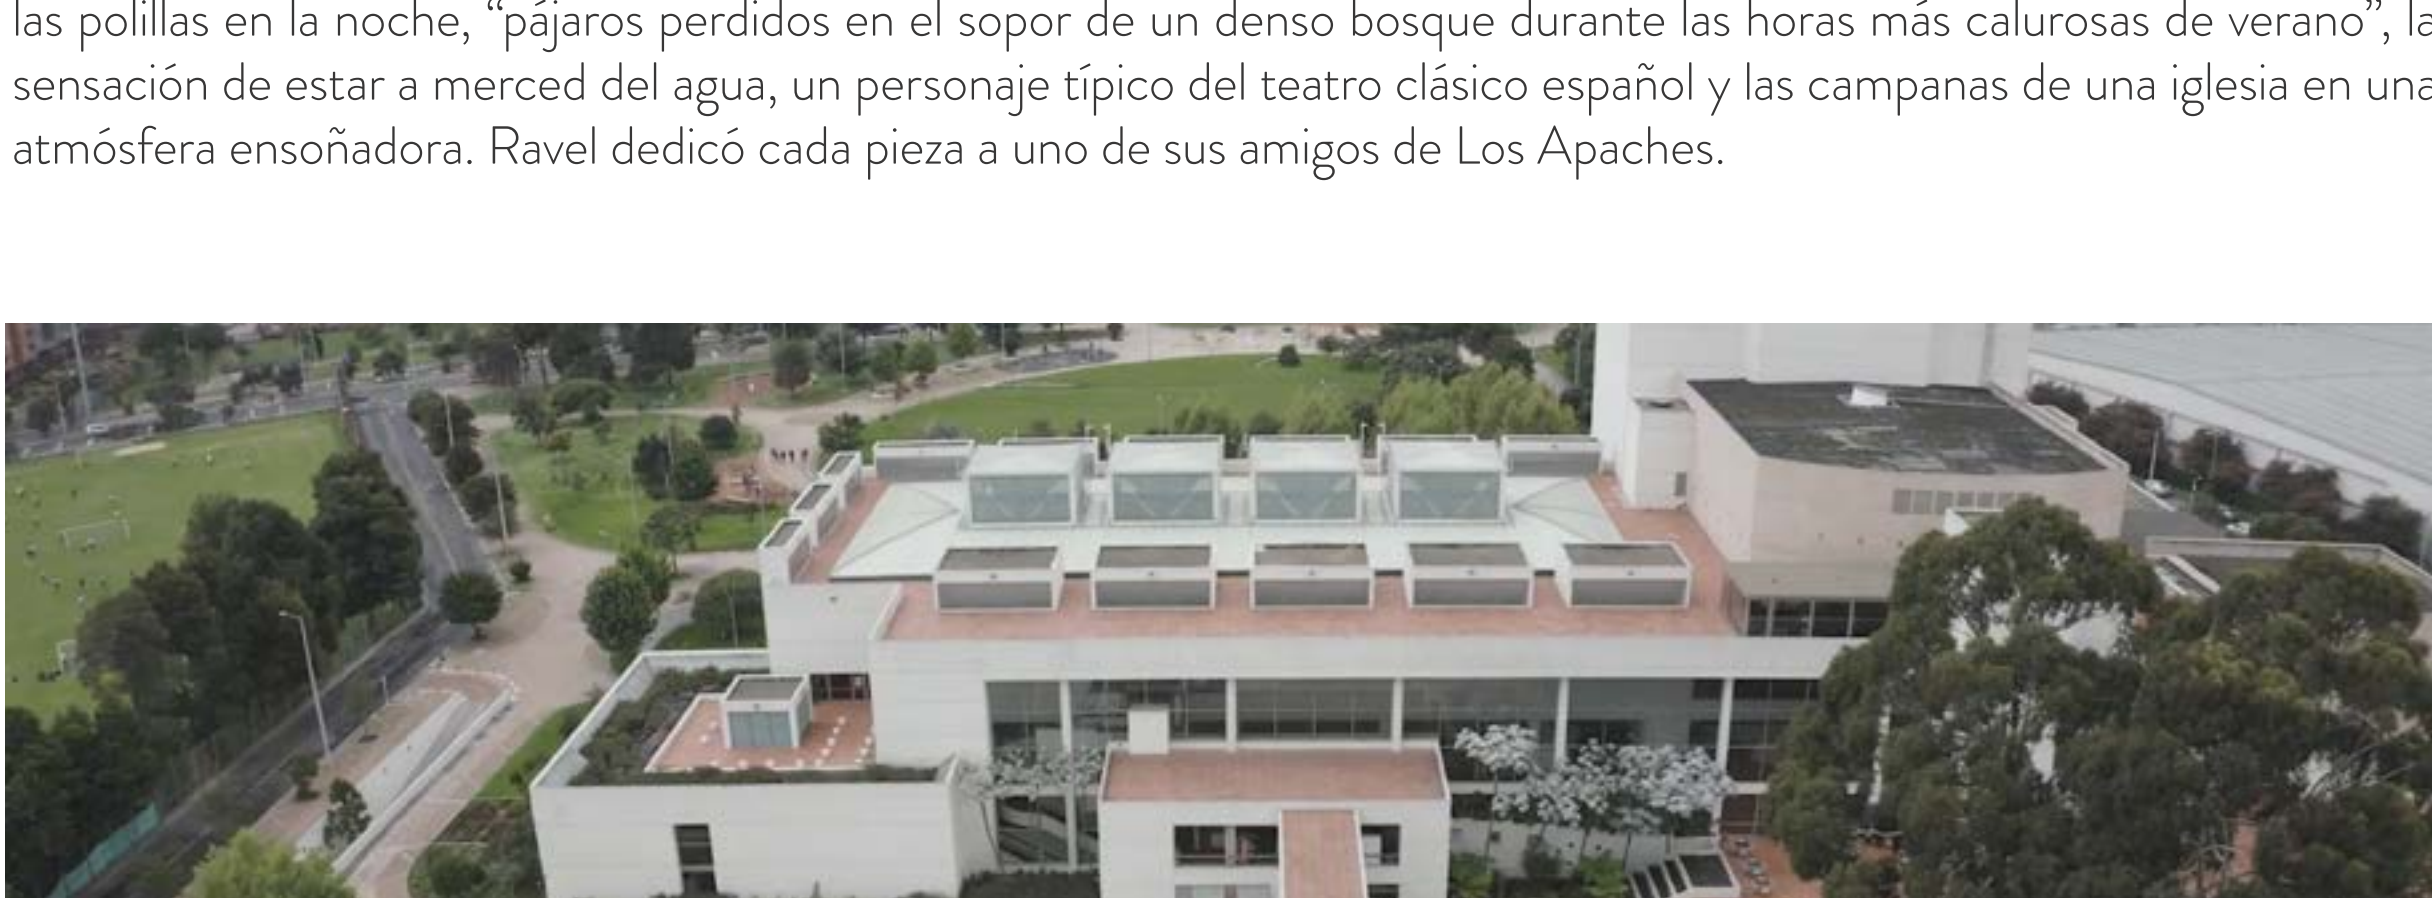 las polillas en la noche, “pájaros perdidos en el sopor de un denso bosque durante las horas más calurosas de verano”, la
sensación de estar a merced del agua, un personaje típico del teatro clásico español y las campanas de una iglesia en una
atmósfera ensoñadora. Ravel dedicó cada pieza a uno de sus amigos de Los Apaches.